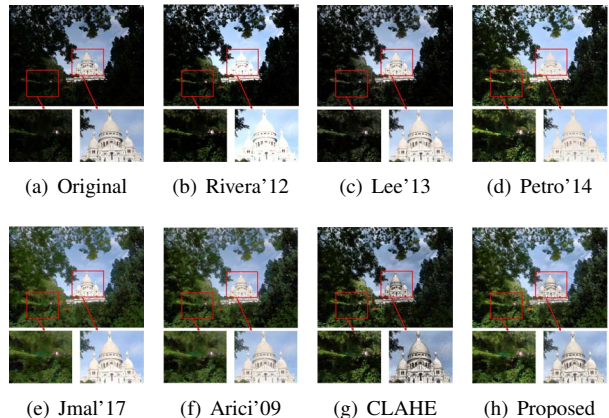 (a) Original
(b) Rivera'12
(c) Lee'13
(d) Petro'14
(e) Jmal'17
(f) Arici'09
(g) CLAHE
(h) Proposed